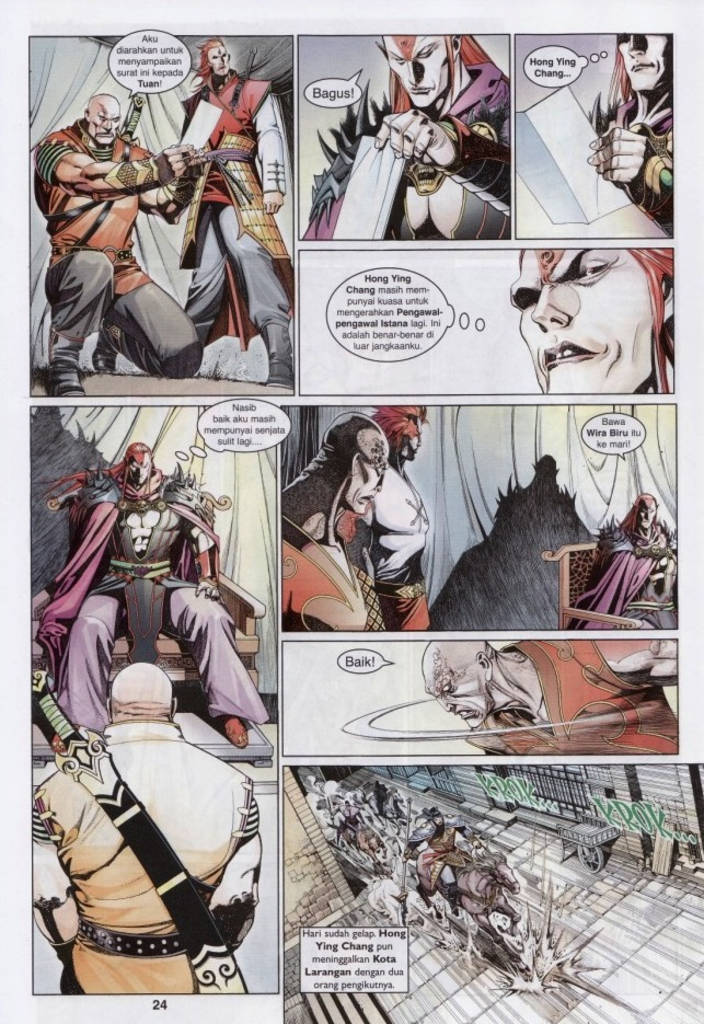 Aku
diarahkan untuk
menyampaikan
surat ini kepada
Tuan!
Bagus!
Hong Ying
Chang...
Hong Ying
Chang masih mem-
punyai kuasa untuk
mengerahkan Pengawal-
pengawal Istana lagi. Ini
adalah benar-benar di
luar jangkaanku.
Nasib
baik aku masih
mempunyai senjata
sulit lagi....
Bawa
Wira Biru itu
ke mari!
Baik!
KROK...
KROK...
Hari sudah gelap. Hong
Ying Chang pun
meninggalkan Kota
Larangan dengan dua
orang pengikutnya.
24